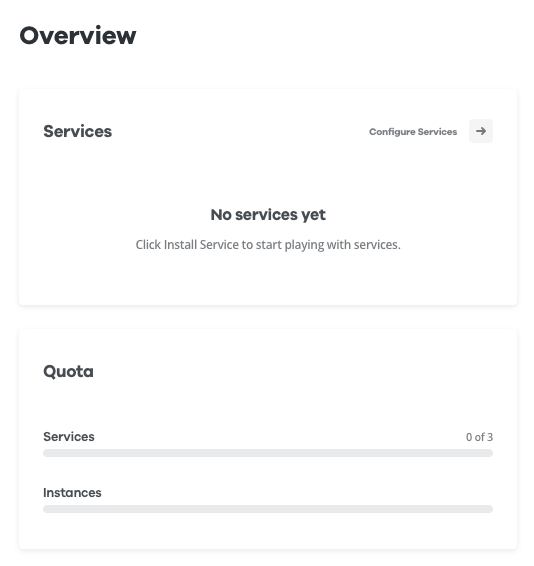 Overview
Services
Configure Services
No services yet
Click Install Service to start playing with services.
Quota
Services
0 of 3
Instances